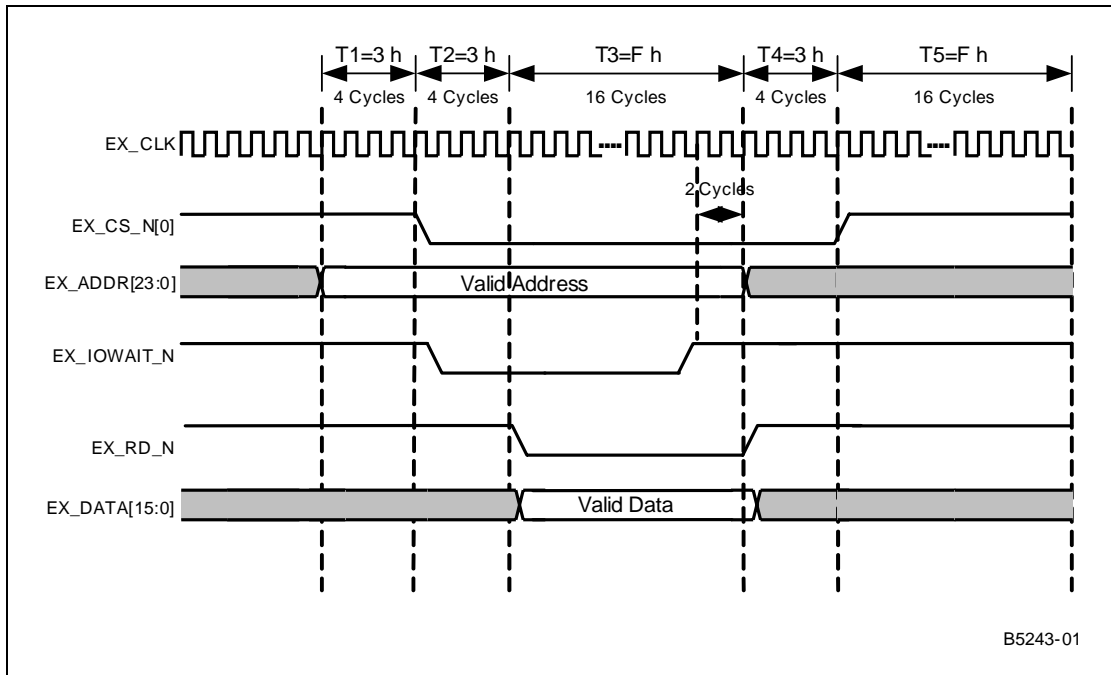 T1=3 h T2=3 h T3=F h T4=3 h T5=F h
4 Cycles 4 Cycles 16 Cycles 4 Cycles 16 Cycles
EX_CLK
2 Cycles
EX_CS_N[0]
EX_ADDR[23:0] Valid Address
EX_IOWAIT_N
EX_RD_N
EX_DATA[15:0] Valid Data
B5243-01